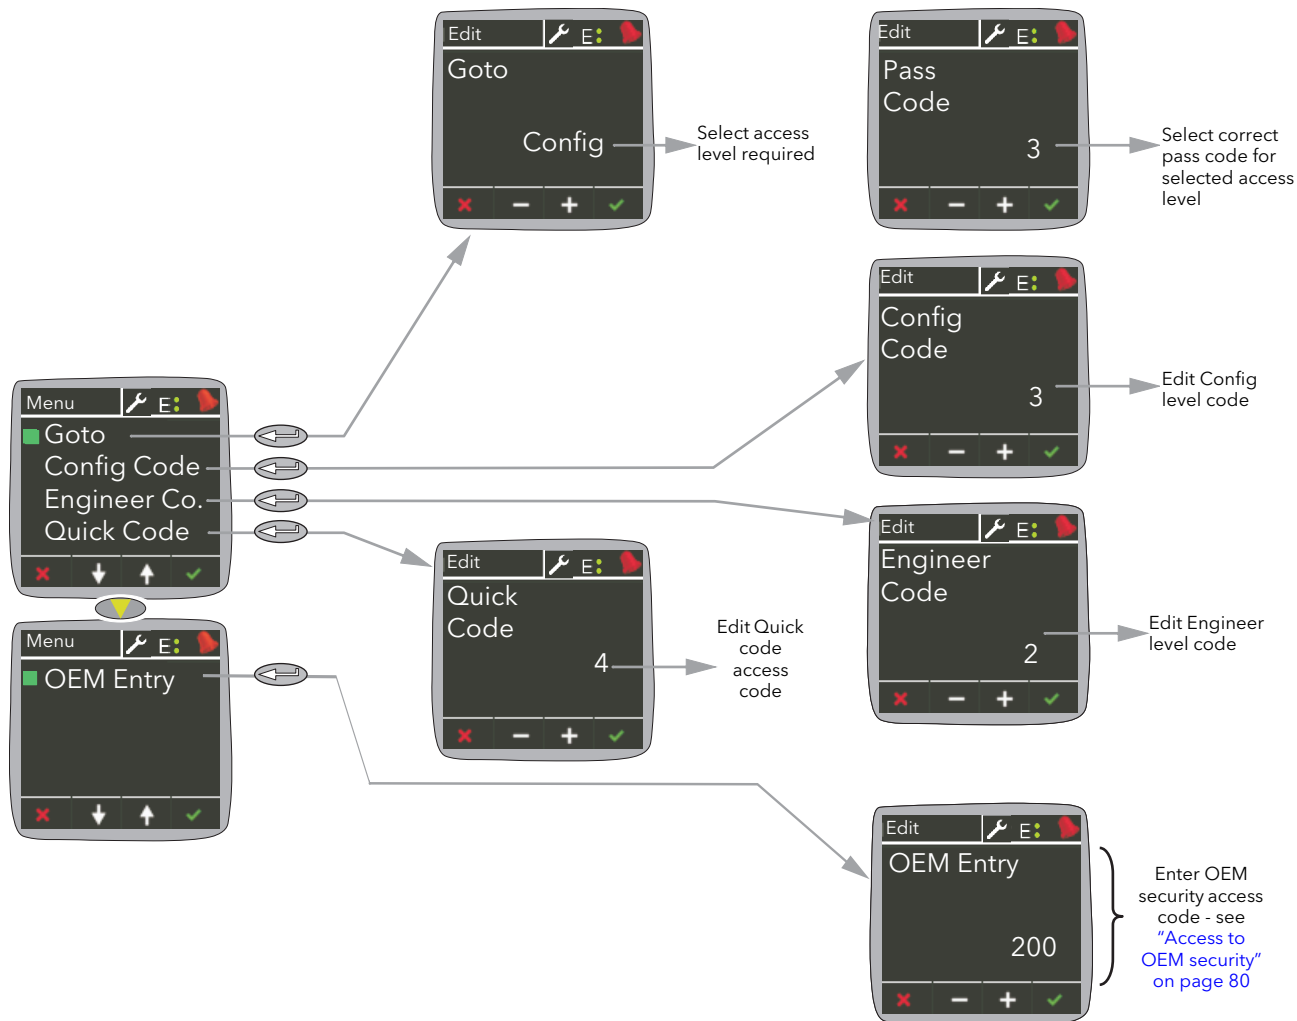 Edit E:
Goto
Config
Select access
level required
Edit E:
Pass
Code
3
Select correct
pass code for
selected access
level
Edit E:
Config
Code
3
Edit Config
level code
Menu E:
Goto
Config Code
Engineer Co.
Quick Code
Edit E:
Engineer
Code
2
Edit Engineer
level code
Edit E:
Quick
Code
4
Edit Quick
code
access
code
Menu E:
OEM Entry
Edit E:
OEM Entry
200
Enter OEM
security access
code - see
"Access to
OEM security"
on page 80